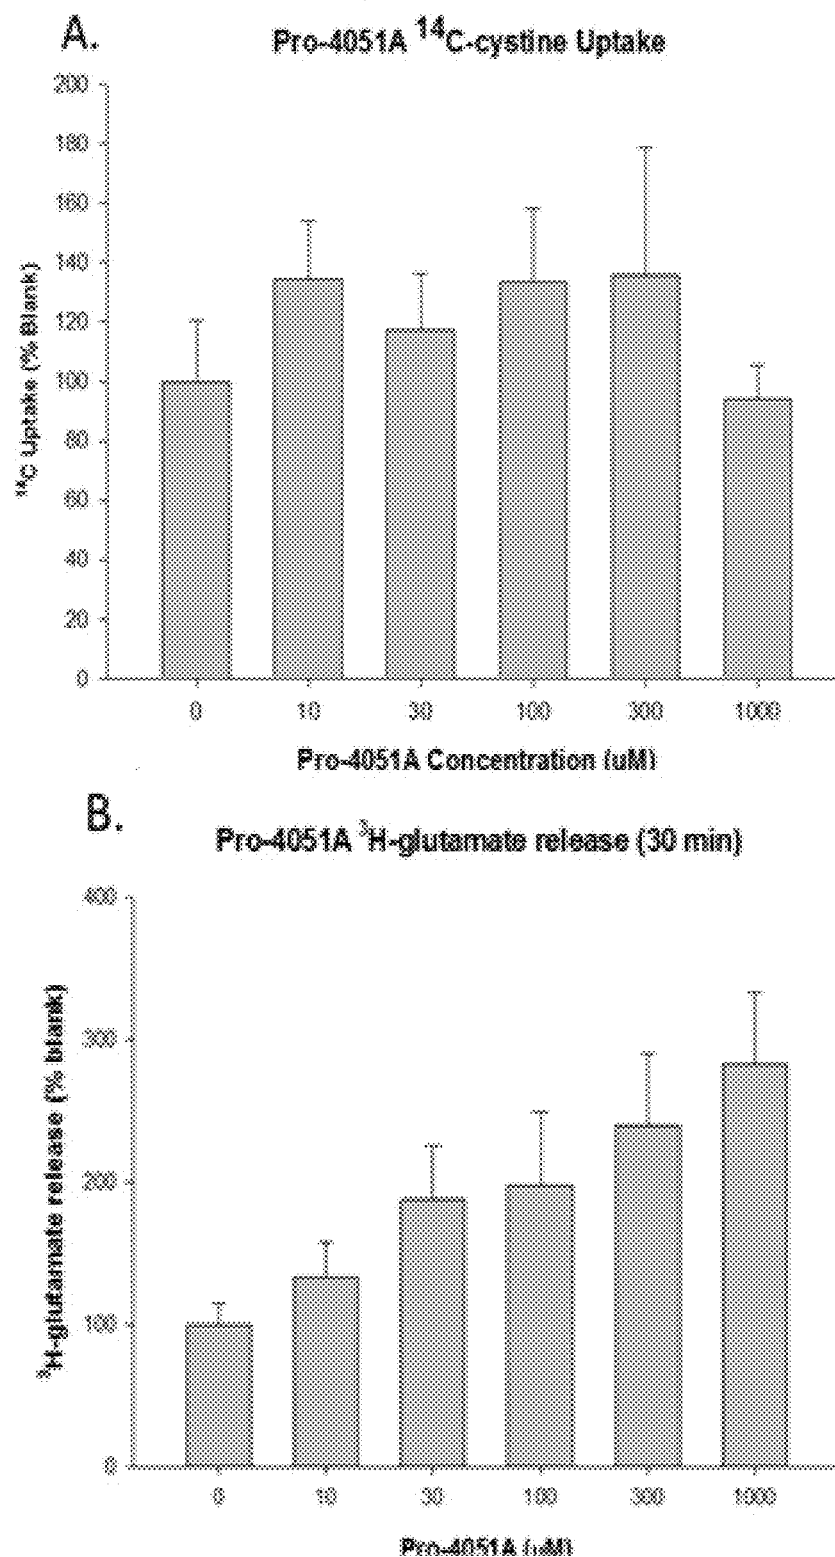 A.
Pro-4051A ¹⁴C-cystine Uptake
200
180
160
140
120
100
80
60
40
20
0
¹⁴C Uptake (% Blank)
0 10 30 100 300 1000
Pro-4051A Concentration (uM)
B.
Pro-4051A ³H-glutamate release (30 min)
400
300
200
100
0
³H-glutamate release (% blank)
0 10 30 100 300 1000
Pro-4051A (uM)